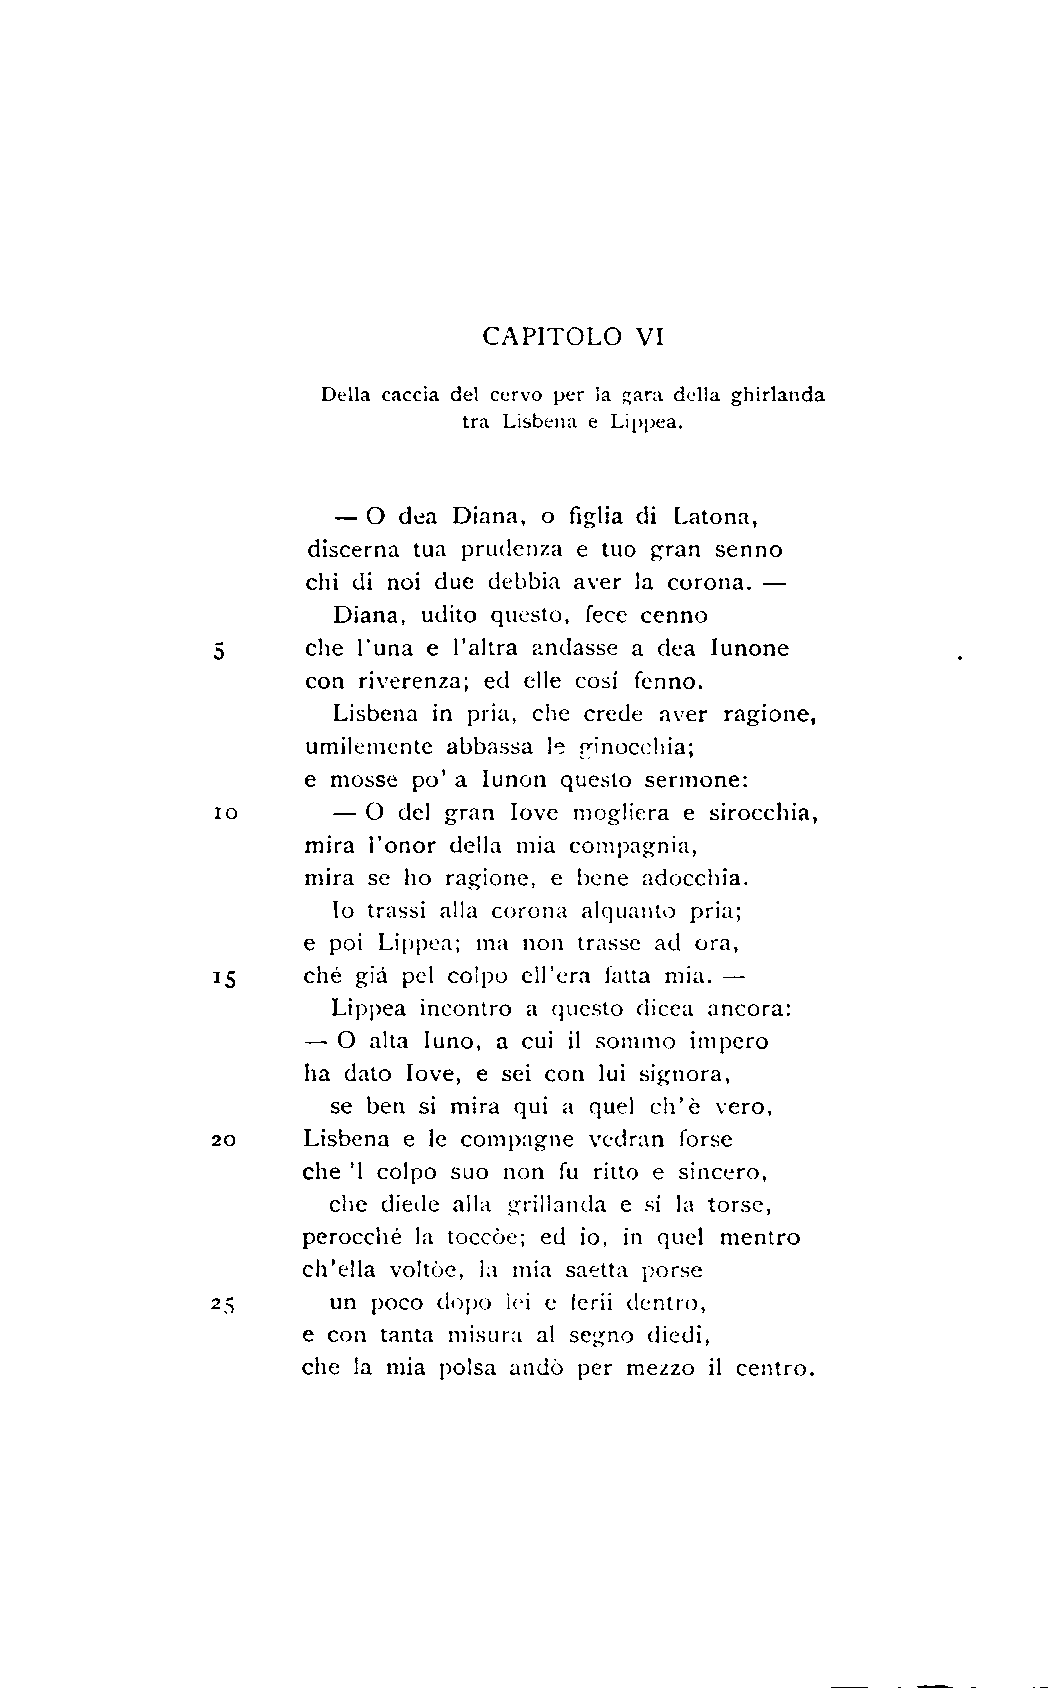 CAPITOLO VI
Della caccia del cervo per la gara della ghirlanda
tra Lisbena e Lippea.
— O dea Diana, o figlia di Latona,
discerna tua prudenza e tuo gran senno
chi di noi due debbia aver la corona. —
Diana, udito questo, fece cenno
5 che l'una e l'altra andasse a dea Iunone
con riverenza; ed elle cosí fenno.
Lisbena in pria, che crede aver ragione,
umilemente abbassa le ginocchia;
e mosse po' a Iunon questo sermone:
10 — O del gran Iove mogliera e sirocchia,
mira l'onor della mia compagnia,
mira se ho ragione, e bene adocchia.
Io trassi alla corona alquanto pria;
e poi Lippea; ma non trasse ad ora,
15 ché giá pel colpo ell'era fatta mia. —
Lippea incontro a questo dicea ancora:
— O alta Iuno, a cui il sommo impero
ha dato Iove, e sei con lui signora,
se ben si mira qui a quel ch'è vero,
20 Lisbena e le compagne vedran forse
che 'l colpo suo non fu ritto e sincero,
che diede alla grillanda e sí la torse,
perocché la toccòe; ed io, in quel mentro
ch'ella voltòe, la mia saetta porse
25 un poco dopo lei e ferii dentro,
e con tanta misura al segno diedi,
che la mia polsa andò per mezzo il centro.